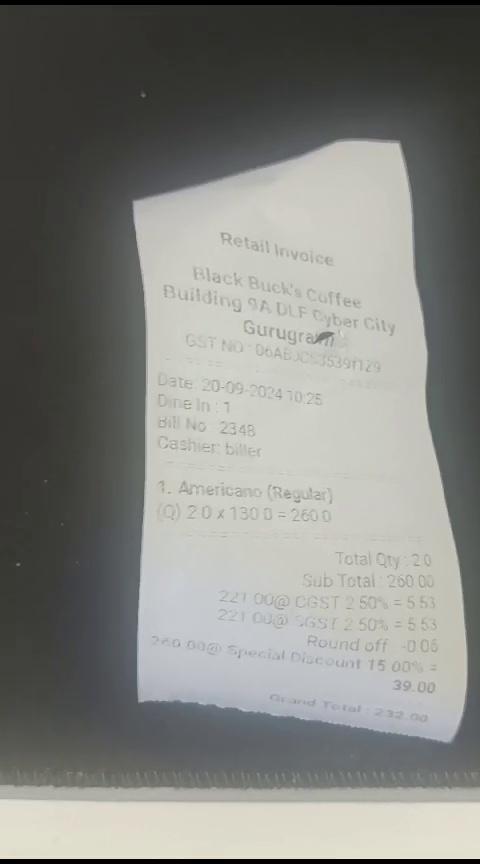 Retail Invoice
Black Buck's Coffee
Building 9A DLF Cyber City
Gurugram
GST NO :
Date: 20-09-2024 10:25
Dine In : 1
Bill No : 2348
Cashier: biller
1. Americano (Regular)
(Q) 2.0 x 130.0 = 260.0
Total Qty : 2.0
Sub Total : 260.00
221.00@ CGST 2.50% = 5.53
221.00@ SGST 2.50% = 5.53
Round off : -0.06
260.00@ Special Discount 15.00% =
39.00
Grand Total : 232.00